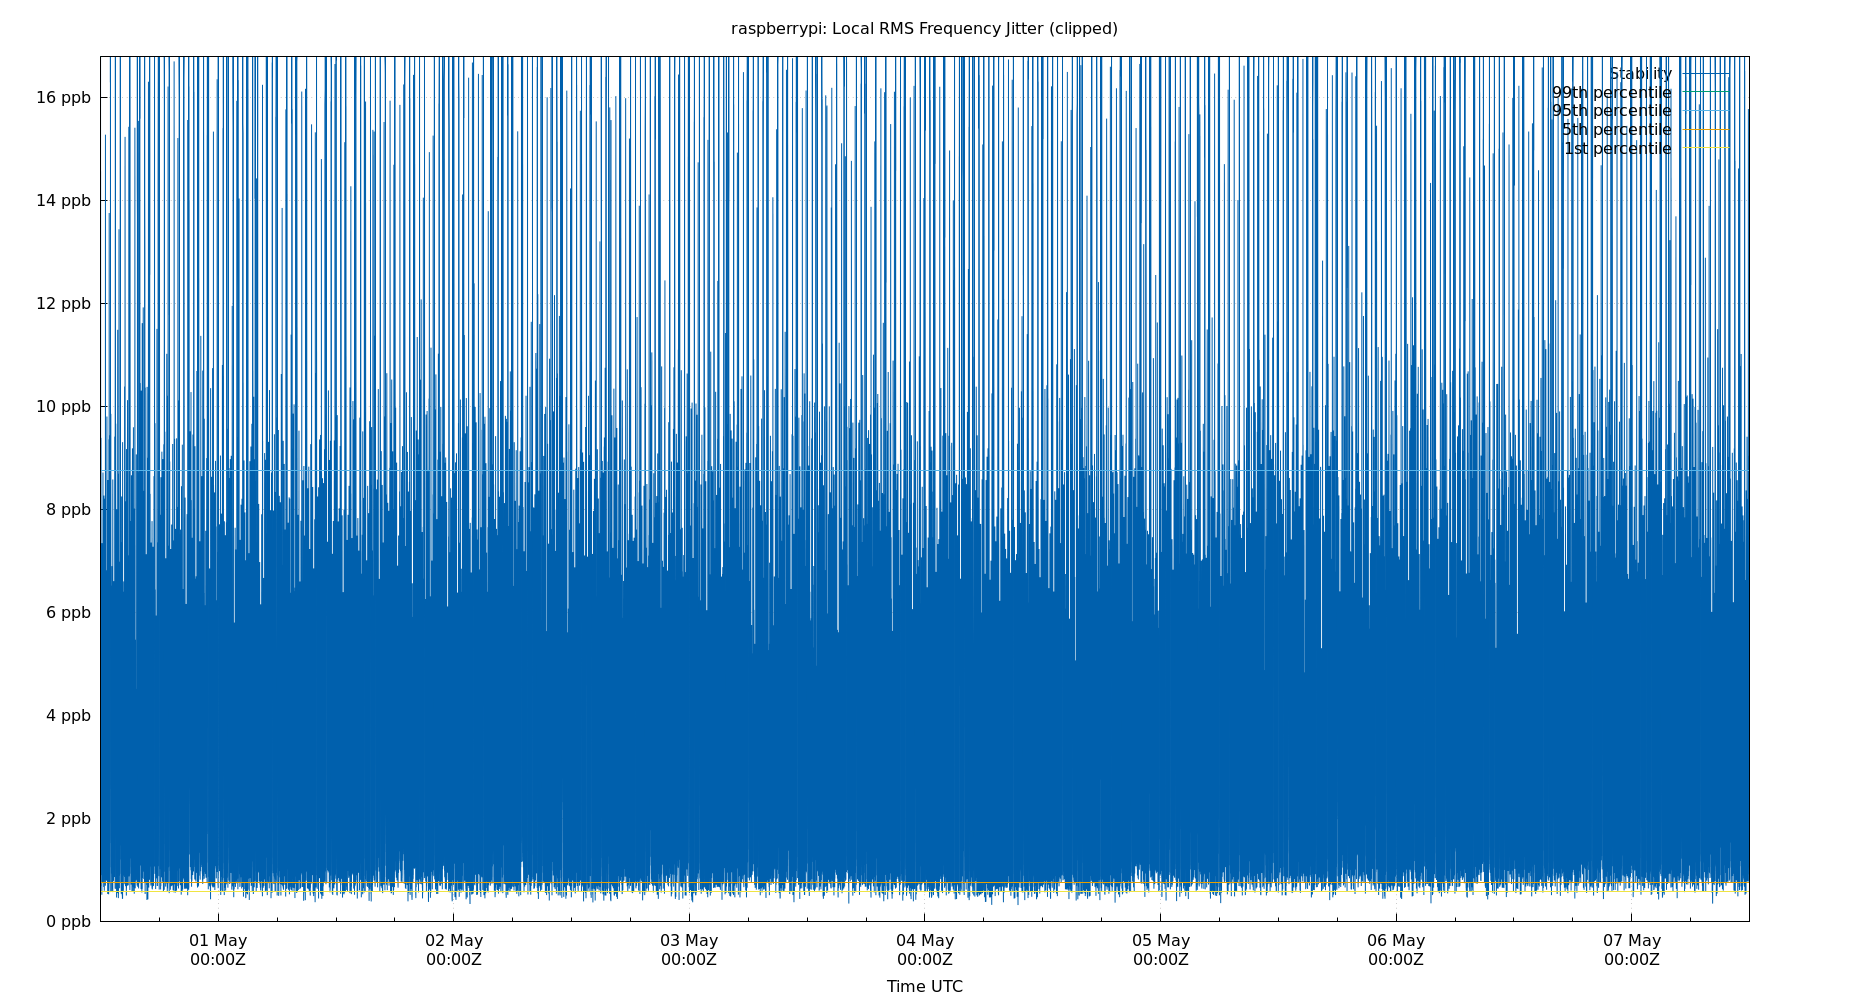 raspberrypi: Local RMS Frequency Jitter (clipped)
Stability
99th percentile
95th percentile
5th percentile
1st percentile
16 ppb
14 ppb
12 ppb
10 ppb
8 ppb
6 ppb
4 ppb
2 ppb
0 ppb
01 May 02 May 03 May 04 May 05 May 06 May 07 May
00:00Z 00:00Z 00:00Z 00:00Z 00:00Z 00:00Z 00:00Z
Time UTC